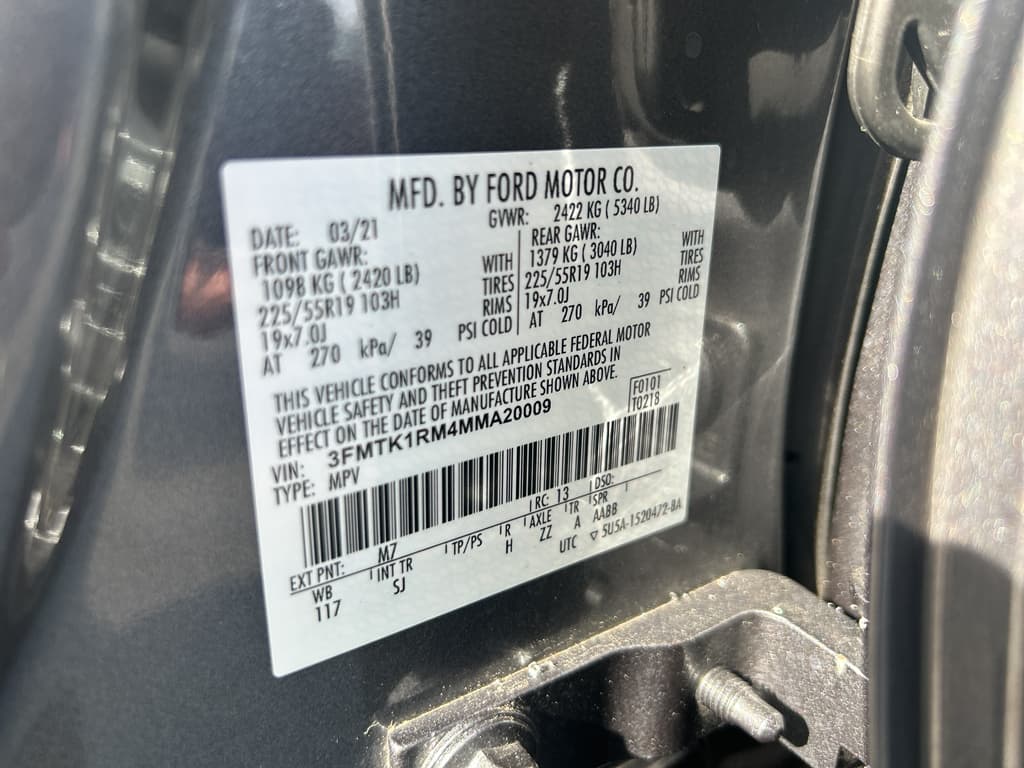 MFD. BY FORD MOTOR CO.
DATE: 03/21
GVWR: 2422 KG ( 5340 LB)
FRONT GAWR:
1098 KG ( 2420 LB)
225/55R19 103H
19x7.0J
AT 270 kPa/ 39
WITH
TIRES
RIMS
PSI COLD
REAR GAWR:
1379 KG ( 3040 LB)
225/55R19 103H
19x7.0J
AT 270 kPa/ 39
WITH
TIRES
RIMS
PSI COLD
THIS VEHICLE CONFORMS TO ALL APPLICABLE FEDERAL MOTOR
VEHICLE SAFETY AND THEFT PREVENTION STANDARDS IN
EFFECT ON THE DATE OF MANUFACTURE SHOWN ABOVE.
VIN: 3FMTK1RM4MMA20009
TYPE: MPV
F0101
T0218
EXT PNT: M7 RC: 13 DSO:
WB INT TR TP/PS R AXLE TR SPR
117 SJ H ZZ A AABB
UTC ▽ 5U5A-1520472-BA